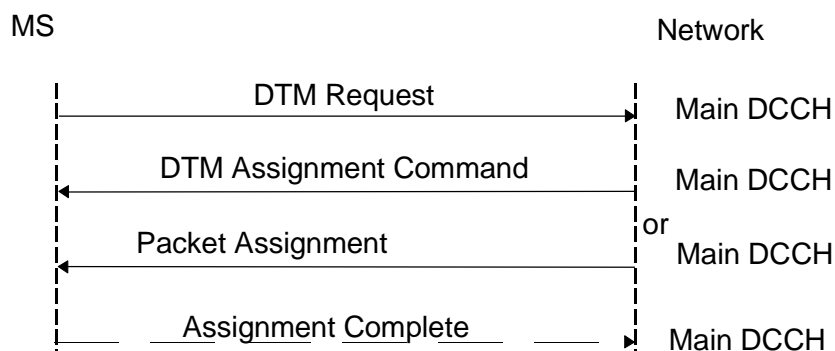 MS
Network
DTM Request
Main DCCH
DTM Assignment Command
Main DCCH
or
Packet Assignment
Main DCCH
Assignment Complete
Main DCCH